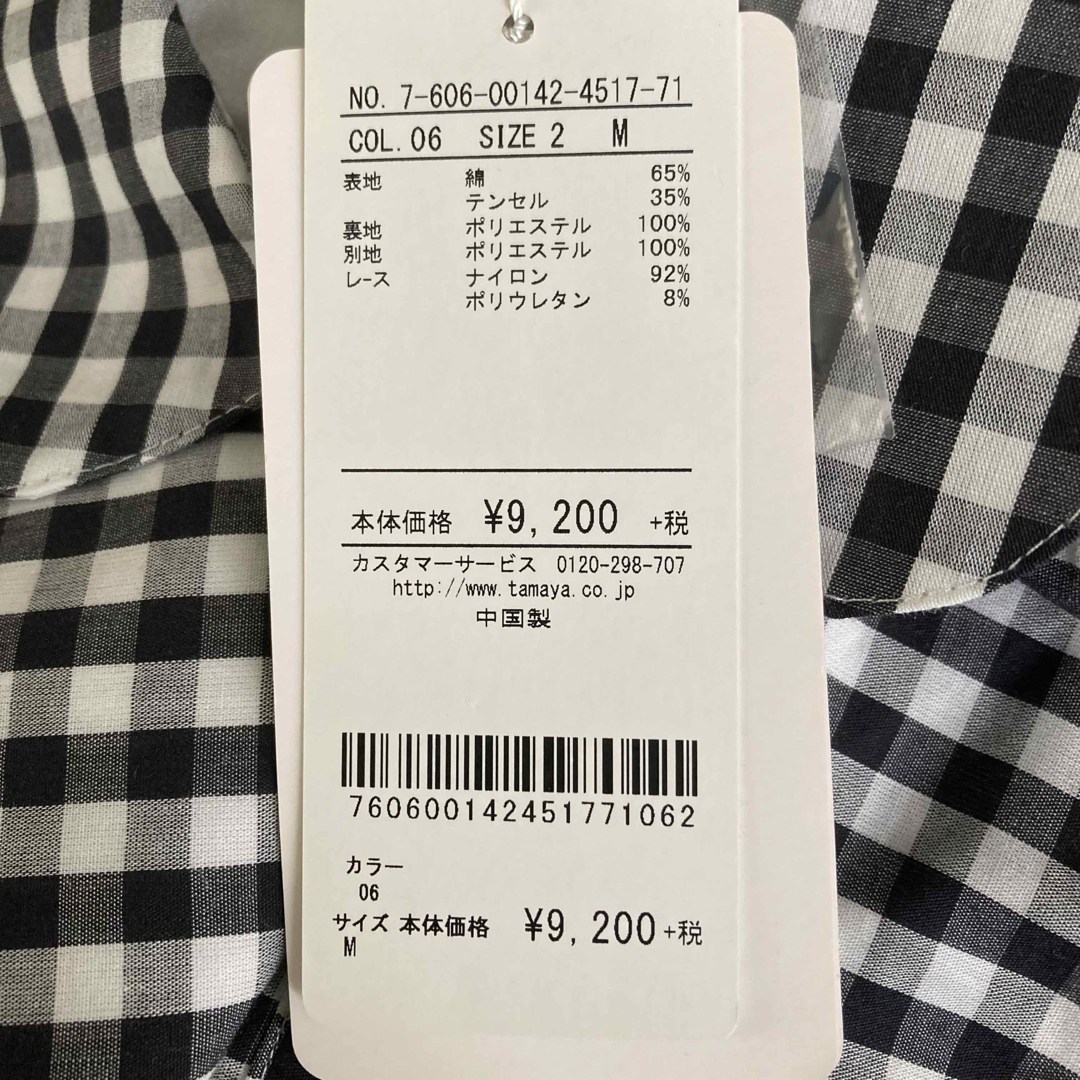 NO. 7-606-00142-4517-71
COL.06 SIZE 2 M
表地 綿 65%
テンセル 35%
裏地 ポリエステル 100%
別地 ポリエステル 100%
レース ナイロン 92%
ポリウレタン 8%
本体価格 ¥9,200 +税
カスタマーサービス 0120-298-707
http://www.tamaya.co.jp
中国製
760600142451771062
カラー
06
サイズ 本体価格 ¥9,200+税
M